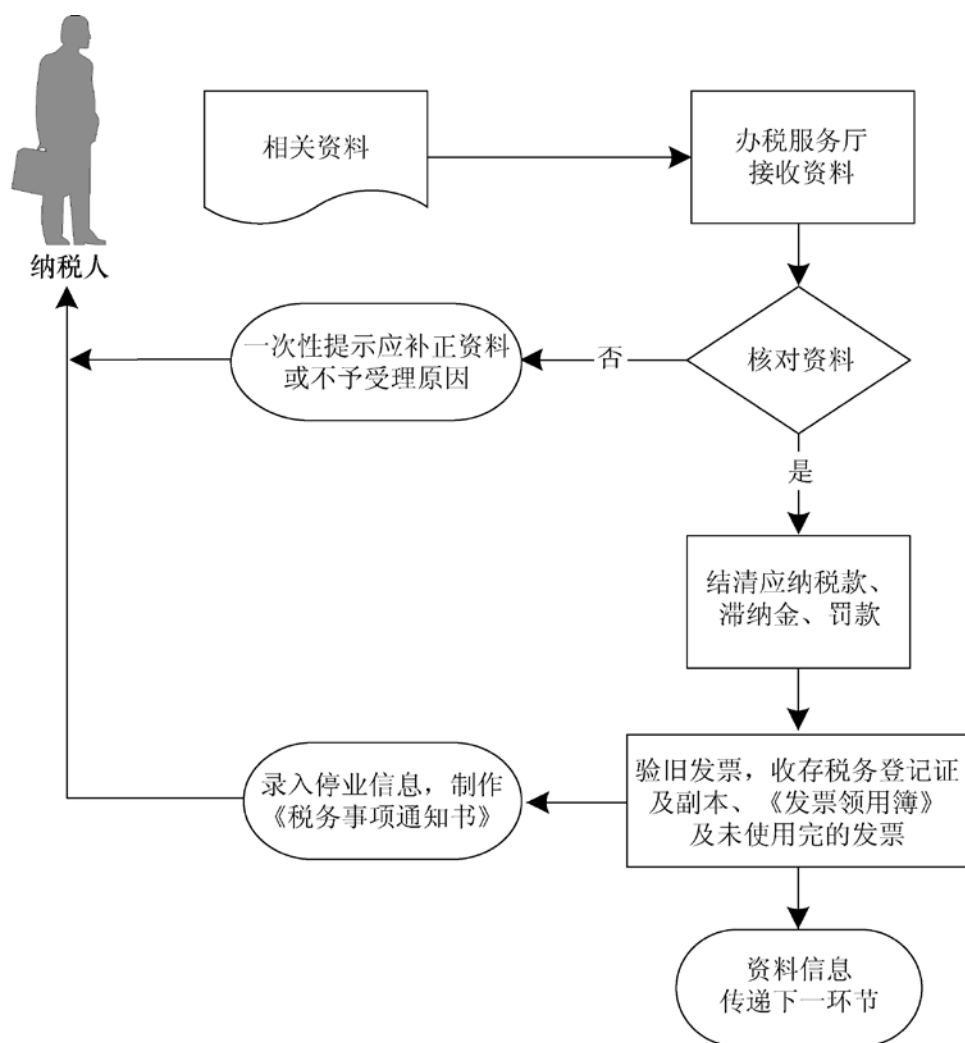 相关资料
办税服务厅
接收资料
纳税人
一次性提示应补正资料
或不予受理原因
否
核对资料
是
结清应纳税款、
滞纳金、罚款
录入停业信息，制作
《税务事项通知书》
验旧发票，收存税务登记证
及副本、《发票领用簿》
及未使用完的发票
资料信息
传递下一环节